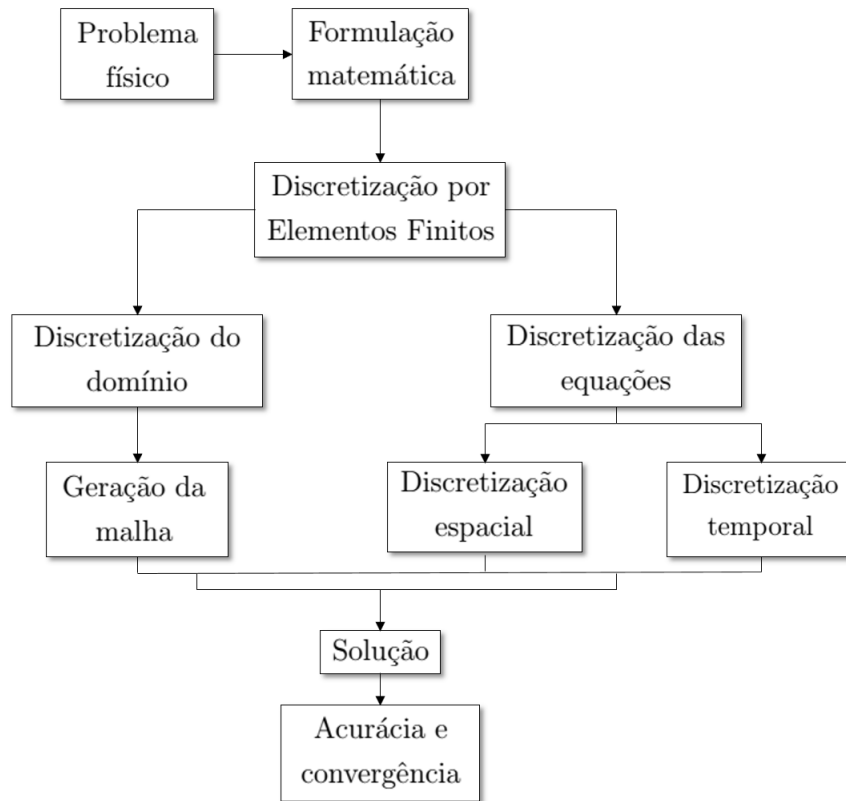 Problema
físico
Formulação
matemática
Discretização por
Elementos Finitos
Discretização do
domínio
Discretização das
equações
Geração da
malha
Discretização
espacial
Discretização
temporal
Solução
Acurácia e
convergência